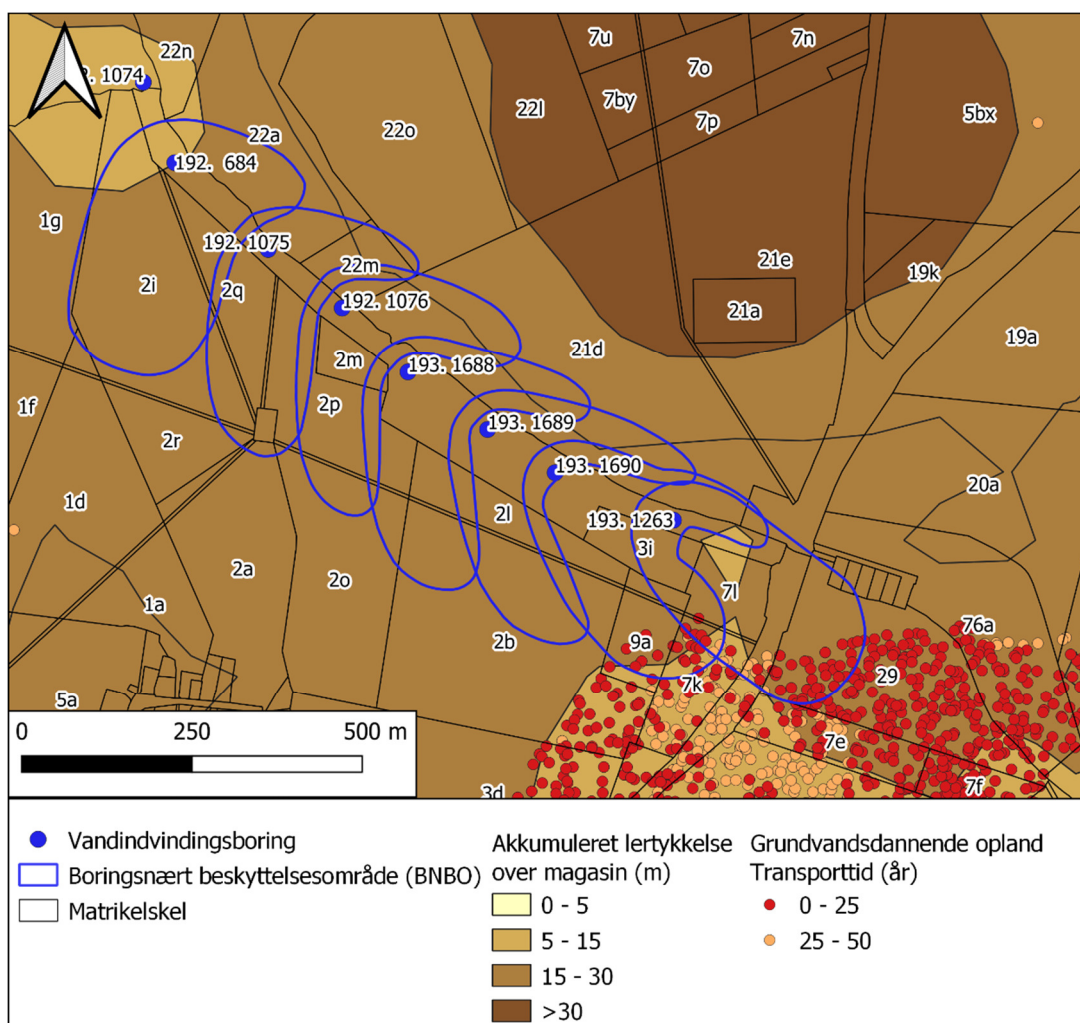 22n
7u
7n
7o
2. 1074
7by
22l
5bx
7p
22a
22o
192. 684
1g
192. 1075
21e
22m
19k
2i
2q
192. 1076
21a
19a
21d
2m
193. 1688
1f
2p
193. 1689
2r
193. 1690
20a
1d
2l
193. 1263
3i
2a
2o
7l
1a
76a
2b
9a
29
7k
5a
7e
0 250 500 m
7f
3d
Vandindvindingsboring
Boringsnært beskyttelsesområde (BNBO)
Matrikelskel
Akkumuleret lertykkelse
over magasin (m)
0 - 5
5 - 15
15 - 30
>30
Grundvandsdannende opland
Transporttid (år)
0 - 25
25 - 50